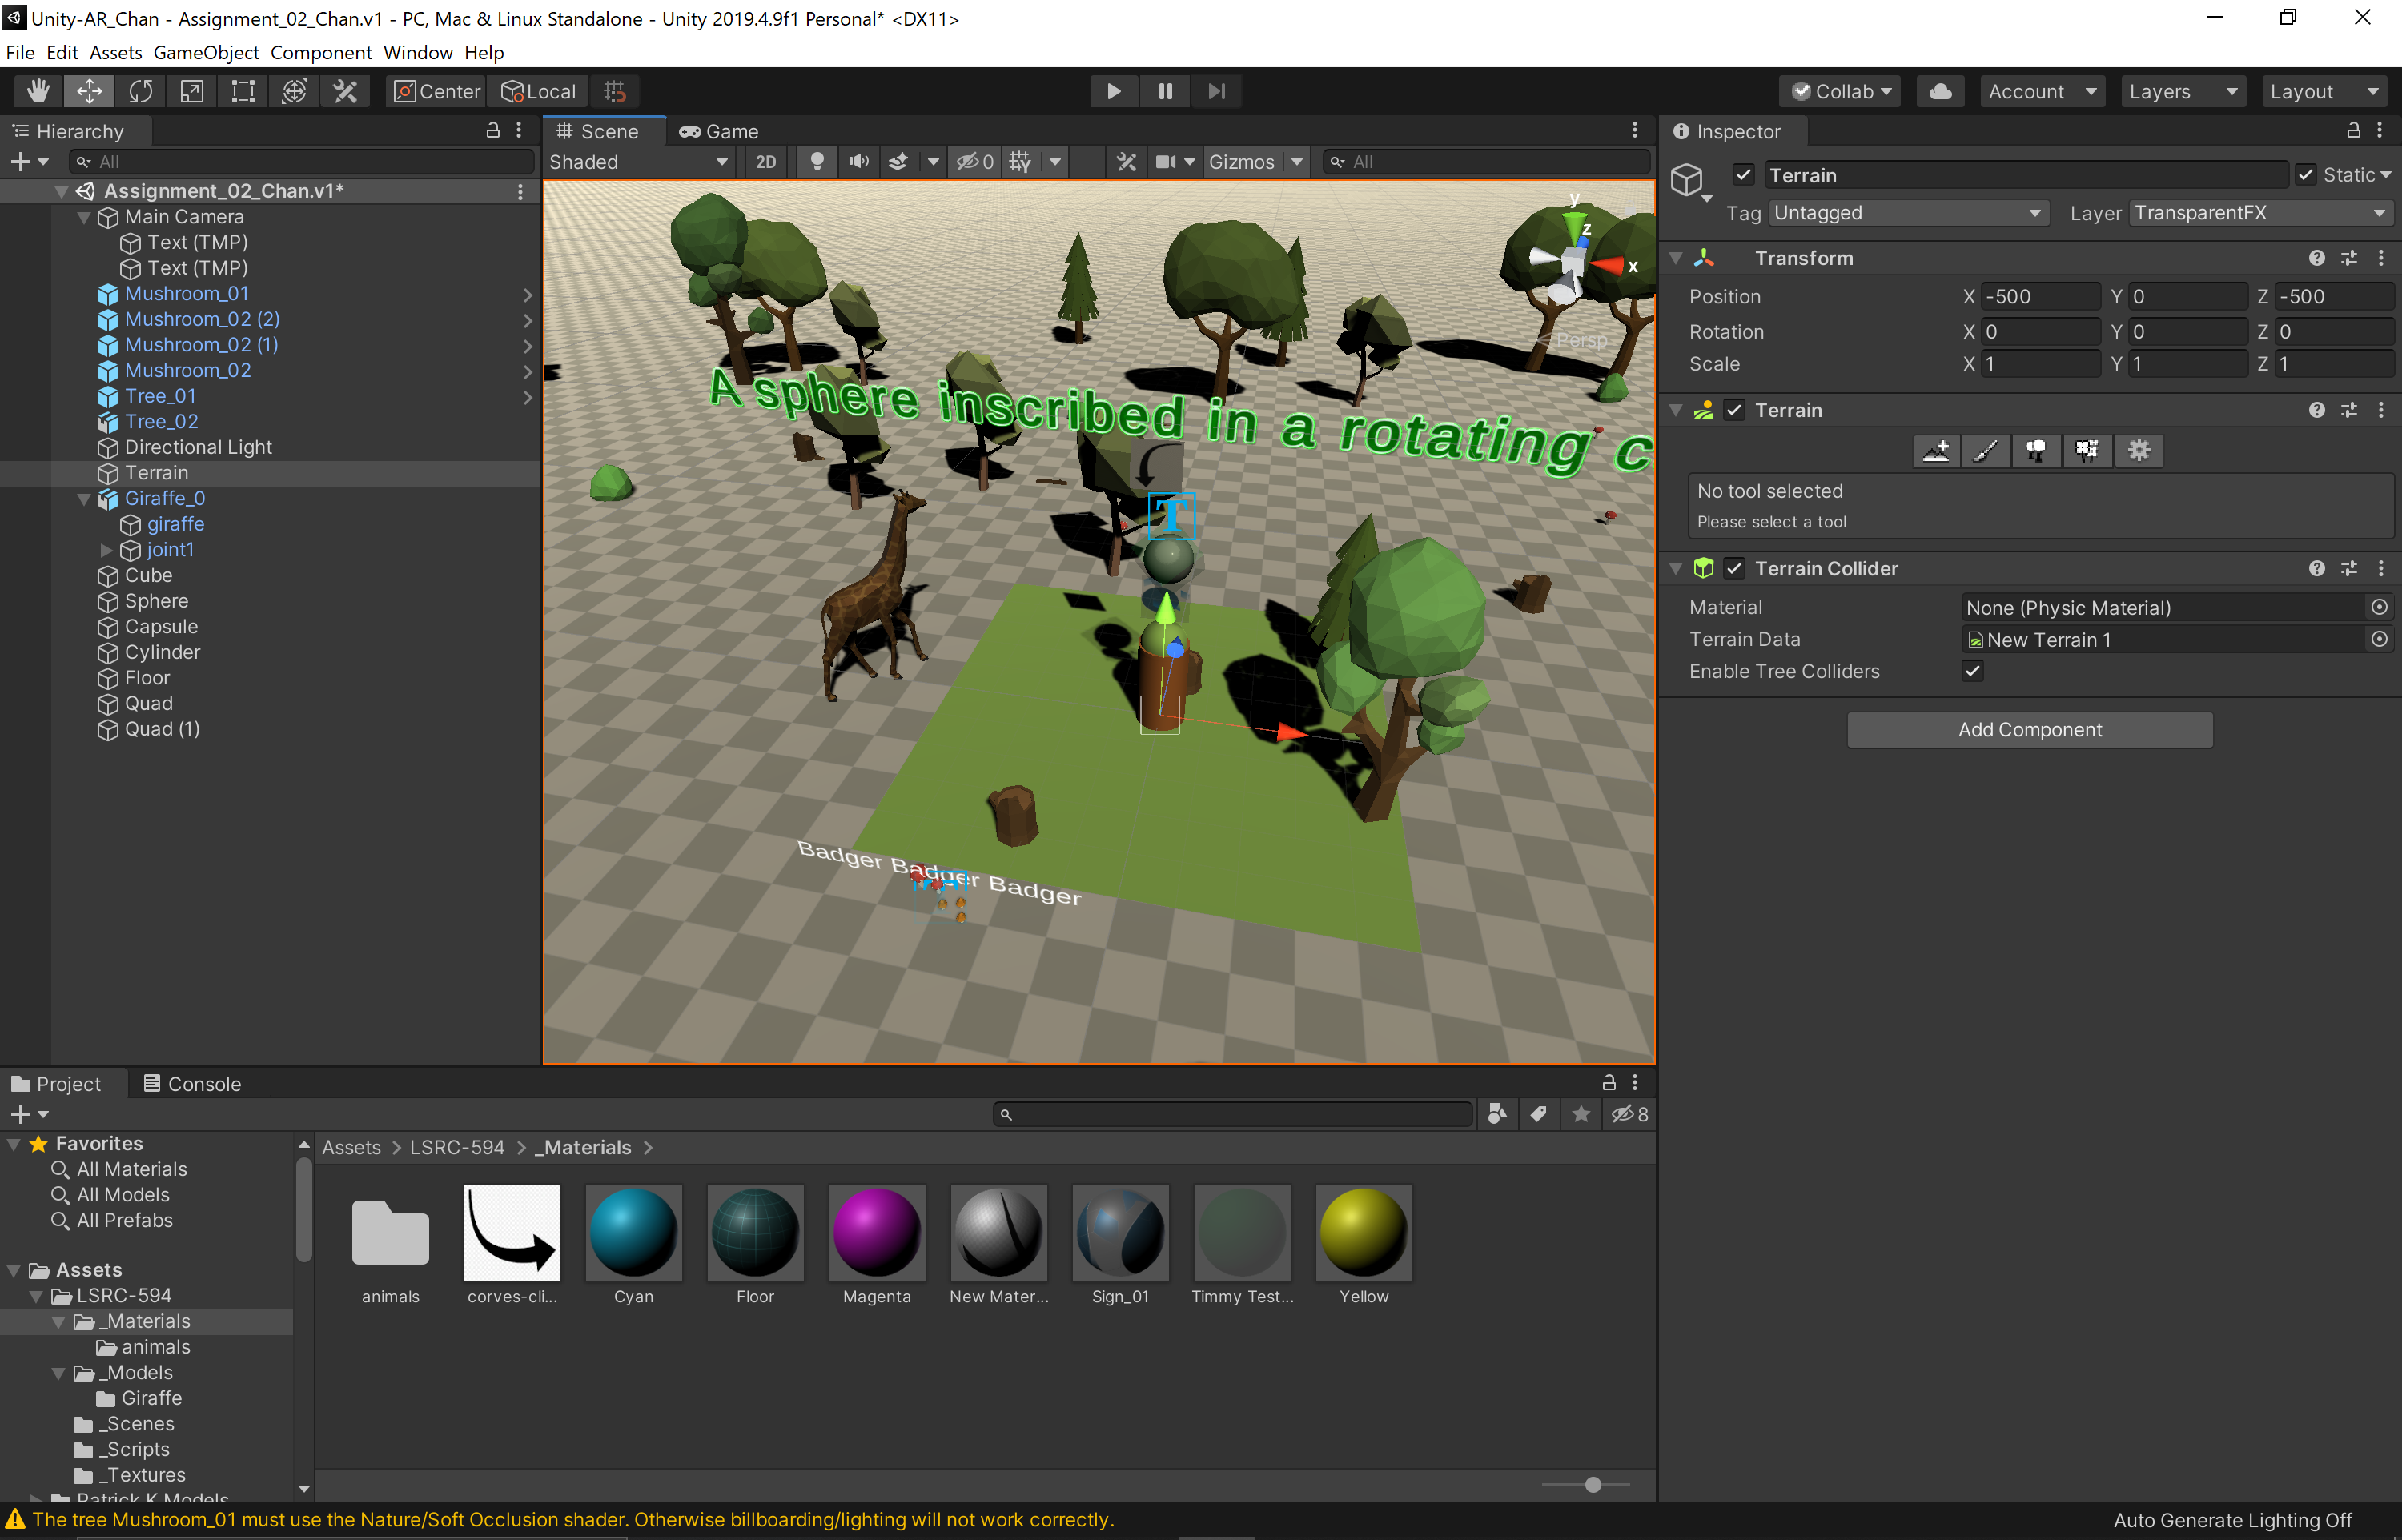 Unity-AR_Chan - Assignment_02_Chan.v1 - PC, Mac & Linux Standalone - Unity 2019.4.9f1 Personal* <DX11>
File Edit Assets GameObject Component Window Help
Center Local Collab Account Layers Layout
Hierarchy
All
Assignment_02_Chan.v1*
Main Camera
Text (TMP)
Text (TMP)
Mushroom_01
Mushroom_02 (2)
Mushroom_02 (1)
Mushroom_02
Tree_01
Tree_02
Directional Light
Terrain
Giraffe_0
giraffe
joint1
Cube
Sphere
Capsule
Cylinder
Floor
Quad
Quad (1)
Scene Game
Shaded 2D 0 Gizmos All
y
z
x
Persp
A sphere inscribed in a rotating c
T
Badger Badger Badger
Inspector
Terrain Static
Tag Untagged Layer TransparentFX
Transform
Position X -500 Y 0 Z -500
Rotation X 0 Y 0 Z 0
Scale X 1 Y 1 Z 1
Terrain
No tool selected
Please select a tool
Terrain Collider
Material None (Physic Material)
Terrain Data New Terrain 1
Enable Tree Colliders
Add Component
Project Console
8
Favorites
All Materials
All Models
All Prefabs
Assets
LSRC-594
_Materials
animals
_Models
Giraffe
_Scenes
_Scripts
_Textures
Patrick K Models
Assets > LSRC-594 > _Materials >
animals corves-cli... Cyan Floor Magenta New Mater... Sign_01 Timmy Test... Yellow
The tree Mushroom_01 must use the Nature/Soft Occlusion shader. Otherwise billboarding/lighting will not work correctly.
Auto Generate Lighting Off